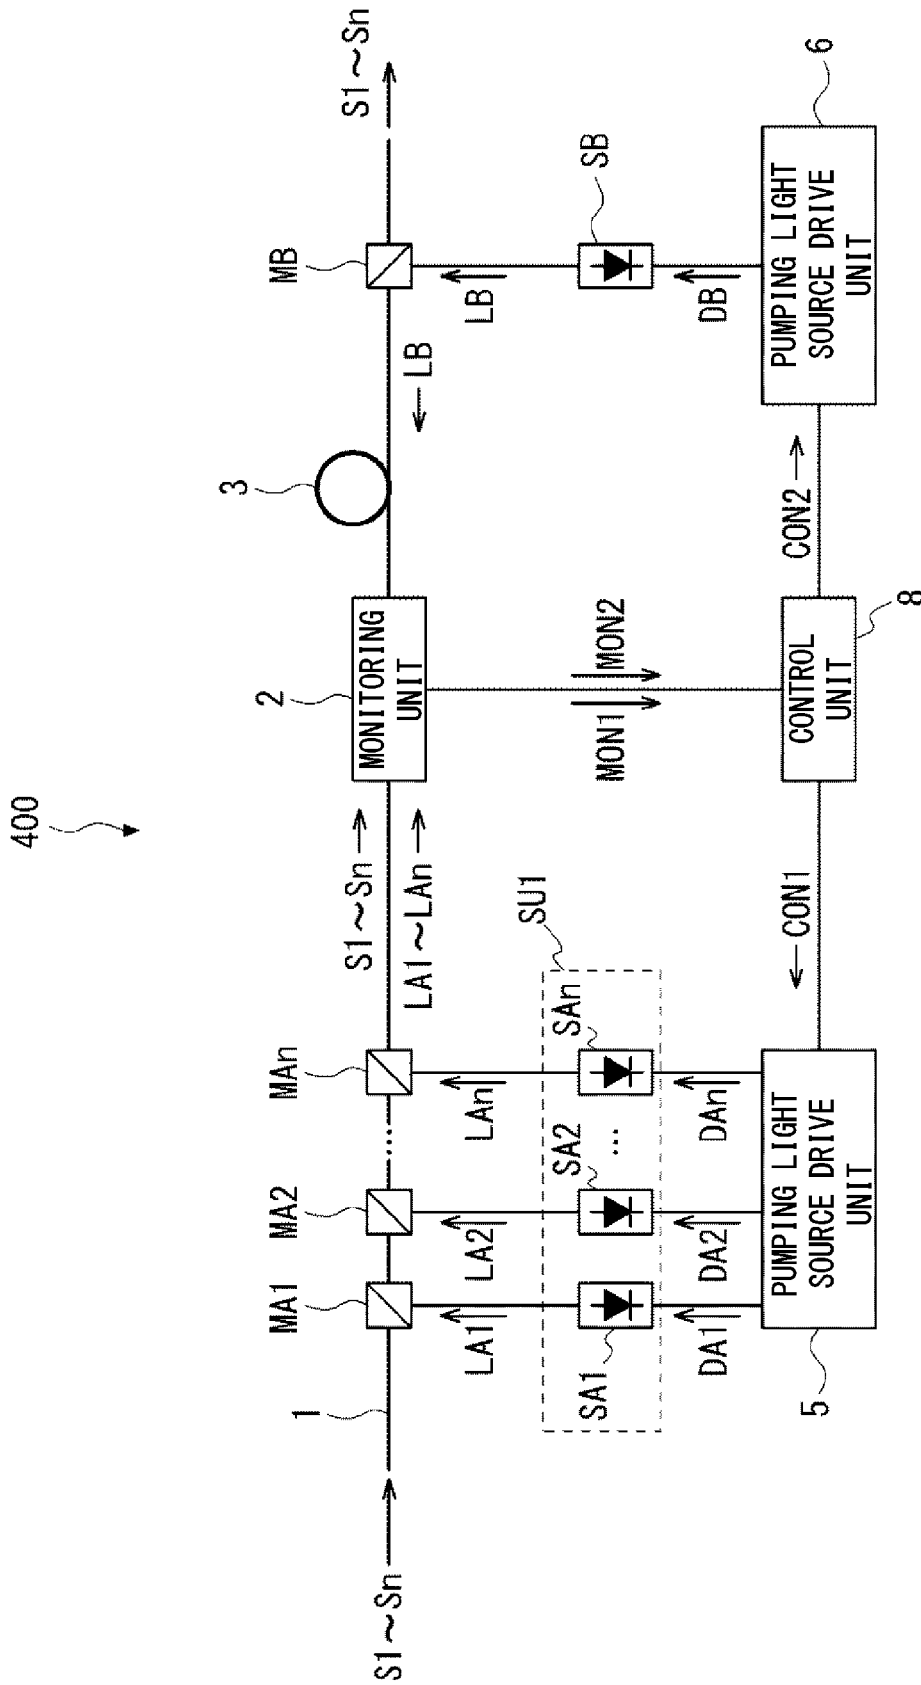 400
S1~Sn
1
MA1
MA2
...
MAn
S1~Sn
LA1~LAn
2
MONITORING
UNIT
3
LB
MB
S1~Sn
LA1
LA2
LAn
SU1
SA1
SA2
...
SAn
MON1
MON2
LB
SB
DA1
DA2
DAn
DB
5
PUMPING LIGHT
SOURCE DRIVE
UNIT
CON1
CONTROL
UNIT
8
CON2
PUMPING LIGHT
SOURCE DRIVE
UNIT
6